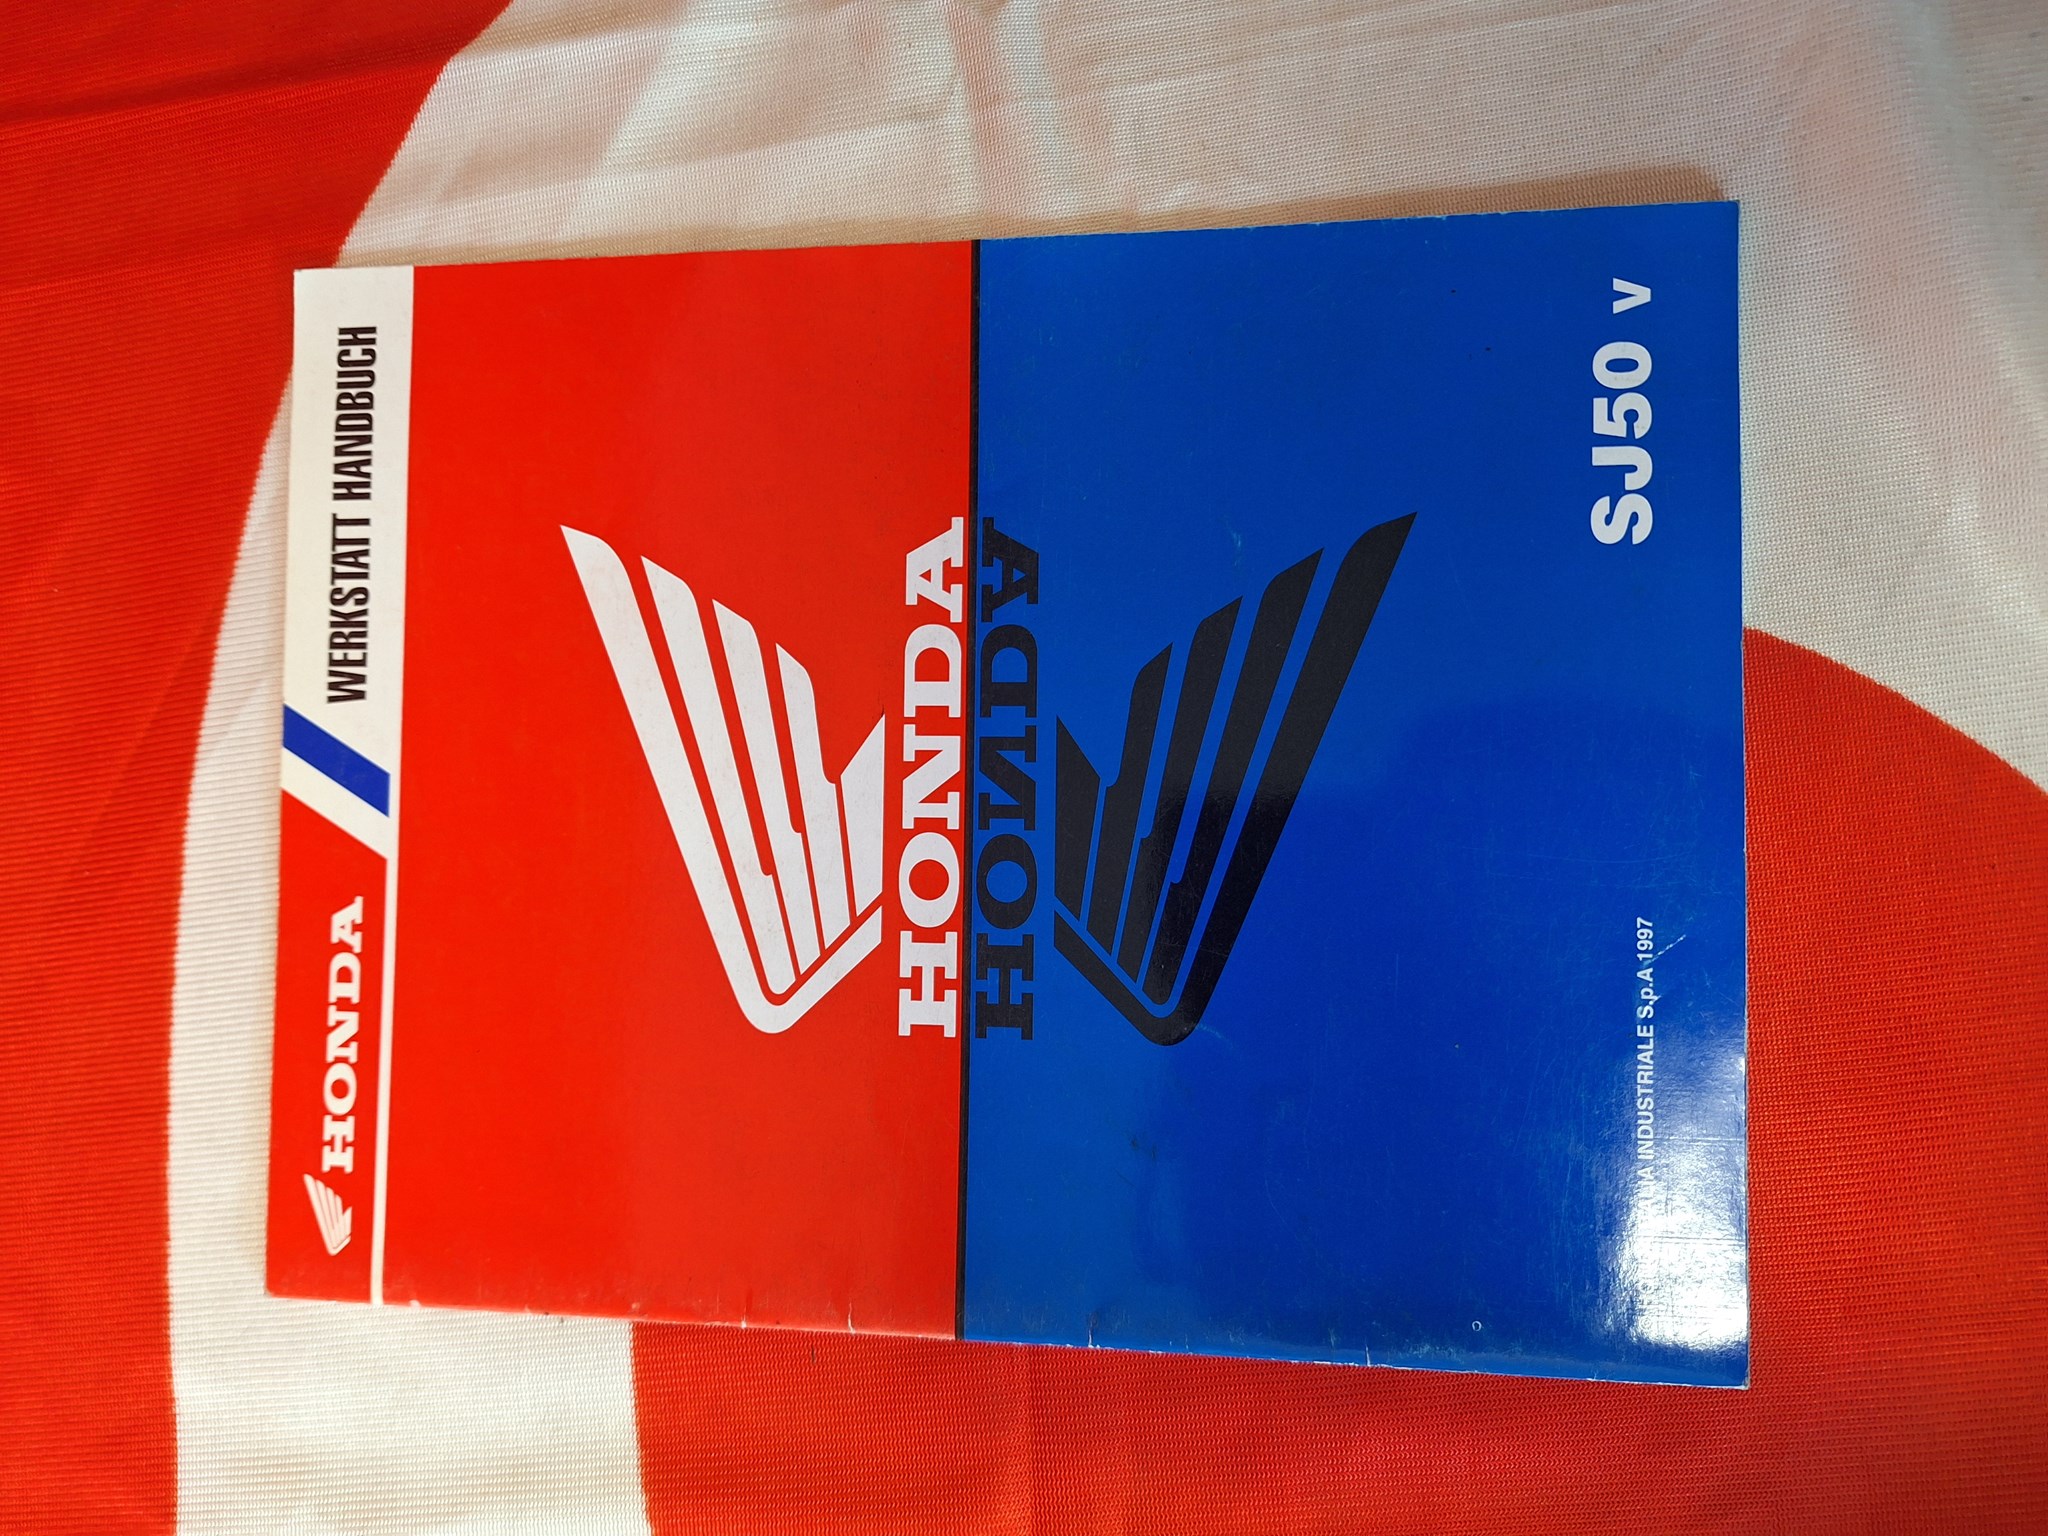 HONDA WERKSTATT HANDBUCH
HONDA
HONDA
SJ50 v
INDUSTRIALE S.p.A 1997